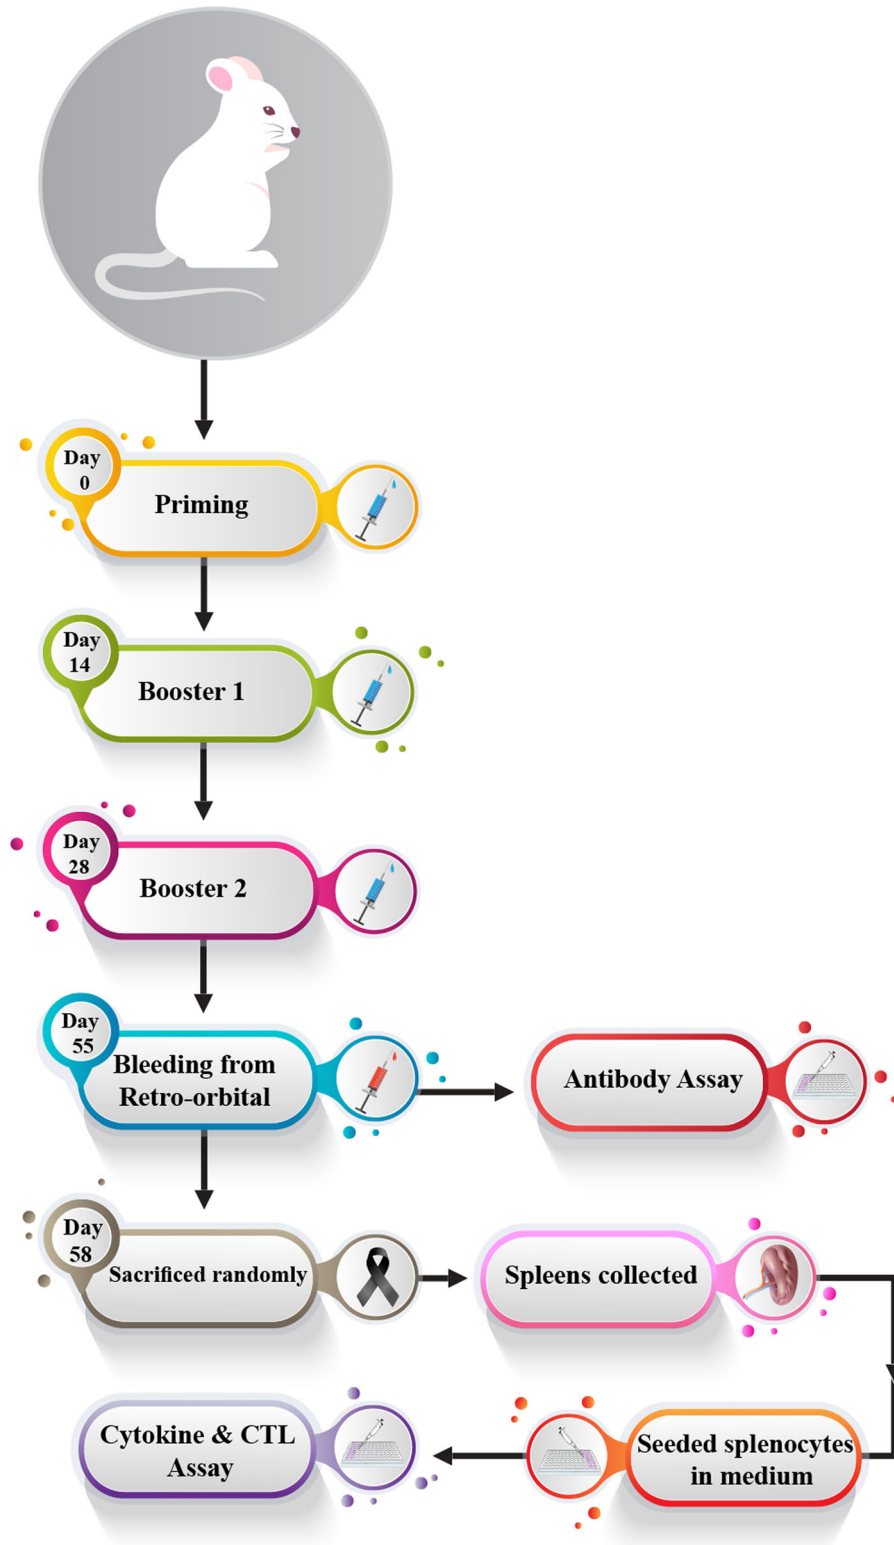 Day
0
Priming
Day
14
Booster 1
Day
28
Booster 2
Day
55
Bleeding from
Retro-orbital
Antibody Assay
Day
58
Sacrificed randomly
Spleens collected
Cytokine & CTL
Assay
Seeded splenocytes
in medium